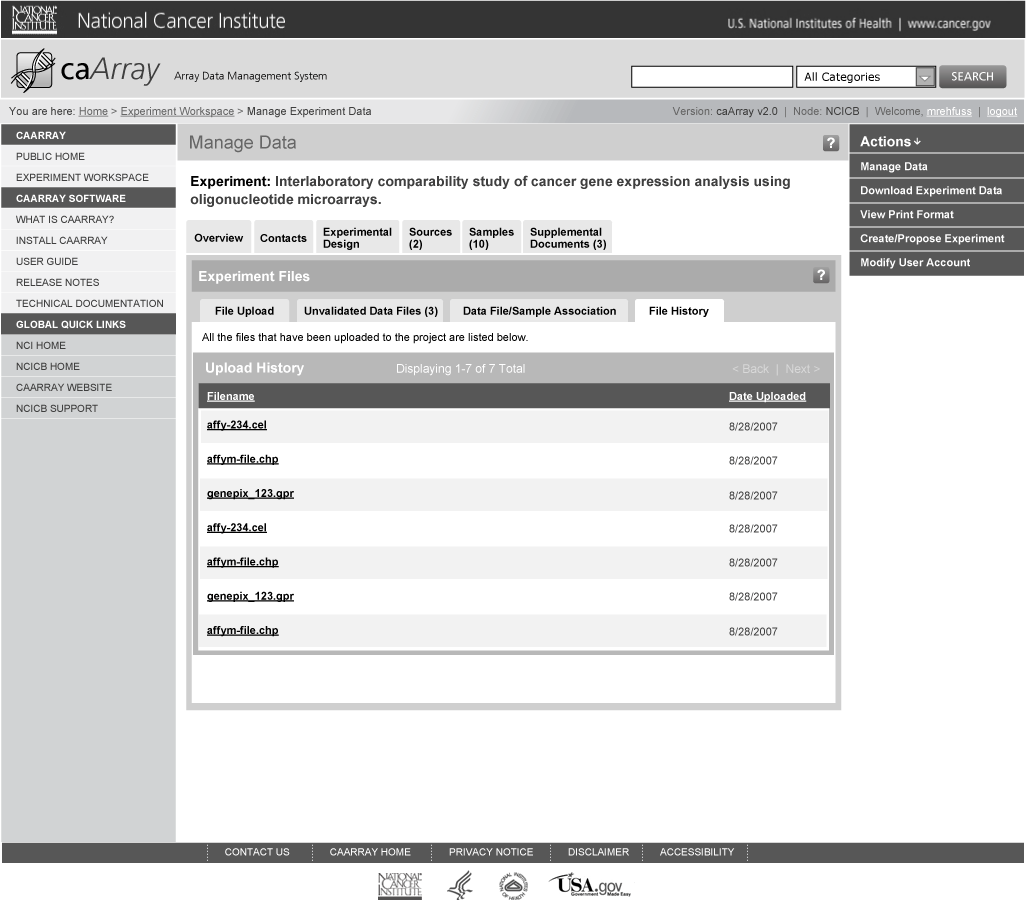 NATIONAL CANCER INSTITUTE
National Cancer Institute
U.S. National Institutes of Health | www.cancer.gov
caArray Array Data Management System
All Categories SEARCH
You are here: Home > Experiment Workspace > Manage Experiment Data
Version: caArray v2.0 | Node: NCICB | Welcome, mrehfuss | logout
CAARRAY
PUBLIC HOME
EXPERIMENT WORKSPACE
CAARRAY SOFTWARE
WHAT IS CAARRAY?
INSTALL CAARRAY
USER GUIDE
RELEASE NOTES
TECHNICAL DOCUMENTATION
GLOBAL QUICK LINKS
NCI HOME
NCICB HOME
CAARRAY WEBSITE
NCICB SUPPORT
Manage Data ?
Experiment: Interlaboratory comparability study of cancer gene expression analysis using
oligonucleotide microarrays.
Overview
Contacts
Experimental
Design
Sources
(2)
Samples
(10)
Supplemental
Documents (3)
Experiment Files ?
File Upload Unvalidated Data Files (3) Data File/Sample Association File History
All the files that have been uploaded to the project are listed below.
Upload History Displaying 1-7 of 7 Total < Back | Next >
Filename Date Uploaded
affy-234.cel 8/28/2007
affym-file.chp 8/28/2007
genepix_123.gpr 8/28/2007
affy-234.cel 8/28/2007
affym-file.chp 8/28/2007
genepix_123.gpr 8/28/2007
affym-file.chp 8/28/2007
Actions
Manage Data
Download Experiment Data
View Print Format
Create/Propose Experiment
Modify User Account
CONTACT US CAARRAY HOME PRIVACY NOTICE DISCLAIMER ACCESSIBILITY
NATIONAL CANCER INSTITUTE
NATIONAL INSTITUTES OF HEALTH
USA.gov
Government Made Easy